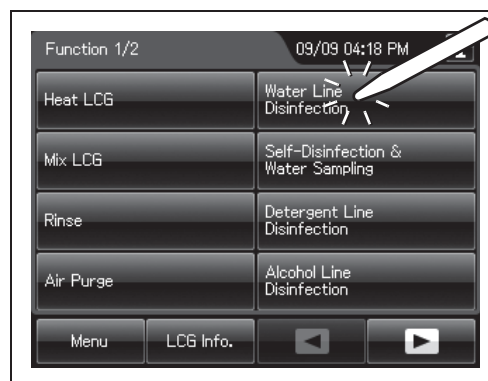 Function 1/2
09/09 04:18 PM
Heat LCG
Water Line
Disinfection
Mix LCG
Self-Disinfection &
Water Sampling
Rinse
Detergent Line
Disinfection
Air Purge
Alcohol Line
Disinfection
Menu
LCG Info.